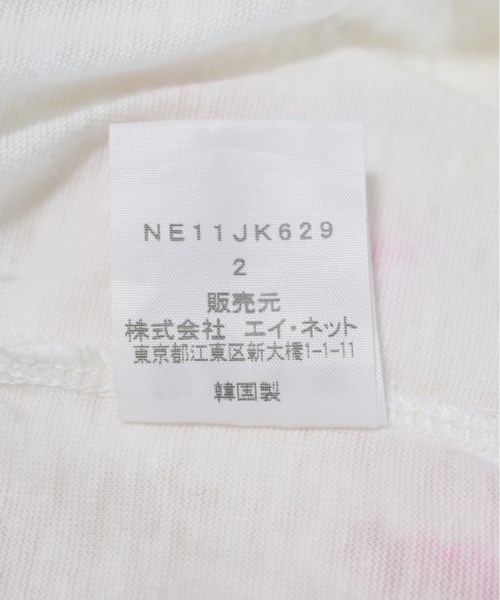 NE11JK629
2
販売元
株式会社 エイ・ネット
東京都江東区新大橋1-1-11
韓国製